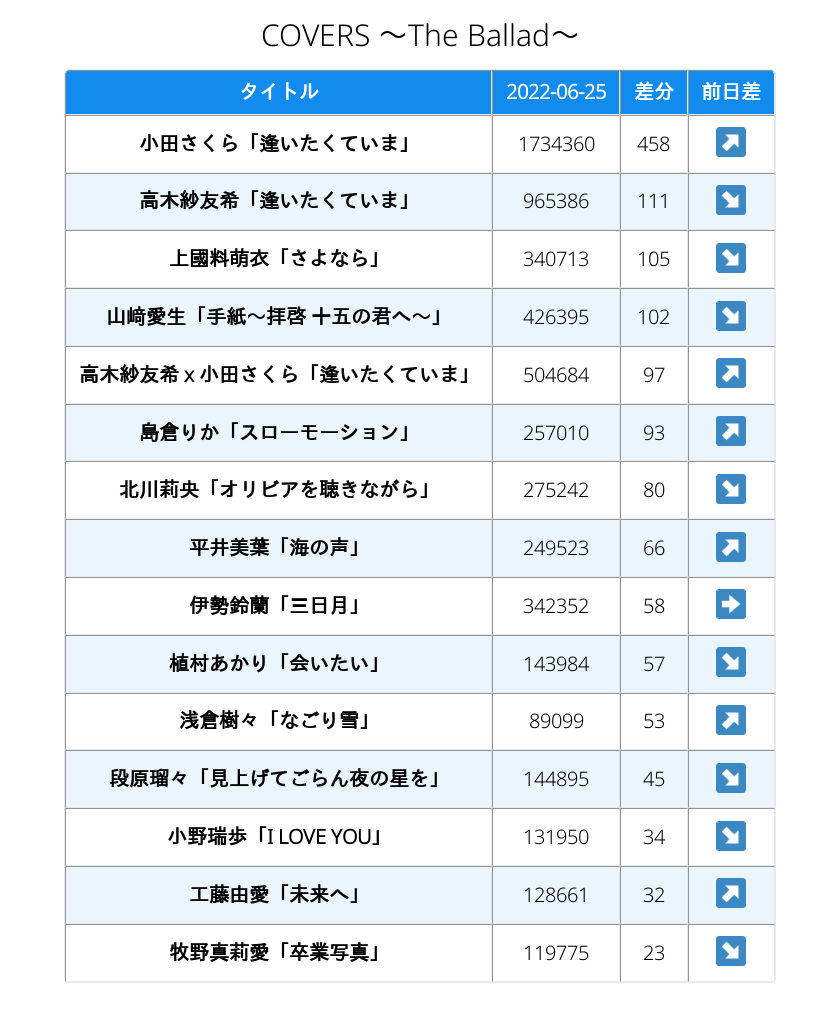 COVERS 〜The Ballad〜
タイトル 2022-06-25 差分 前日差
小田さくら「逢いたくていま」 1734360 458
高木紗友希「逢いたくていま」 965386 111
上國料萌衣「さよなら」 340713 105
山﨑愛生「手紙〜拝啓 十五の君へ〜」 426395 102
高木紗友希 x 小田さくら「逢いたくていま」 504684 97
島倉りか「スローモーション」 257010 93
北川莉央「オリビアを聴きながら」 275242 80
平井美葉「海の声」 249523 66
伊勢鈴蘭「三日月」 342352 58
植村あかり「会いたい」 143984 57
浅倉樹々「なごり雪」 89099 53
段原瑠々「見上げてごらん夜の星を」 144895 45
小野瑞歩「I LOVE YOU」 131950 34
工藤由愛「未来へ」 128661 32
牧野真莉愛「卒業写真」 119775 23